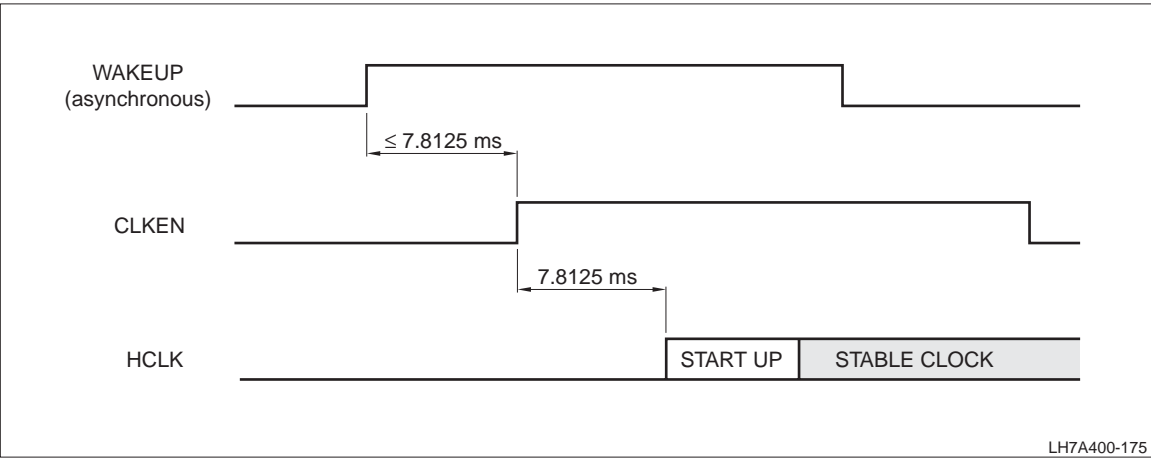 WAKEUP
(asynchronous)
≤ 7.8125 ms
CLKEN
7.8125 ms
HCLK
START UP
STABLE CLOCK
LH7A400-175